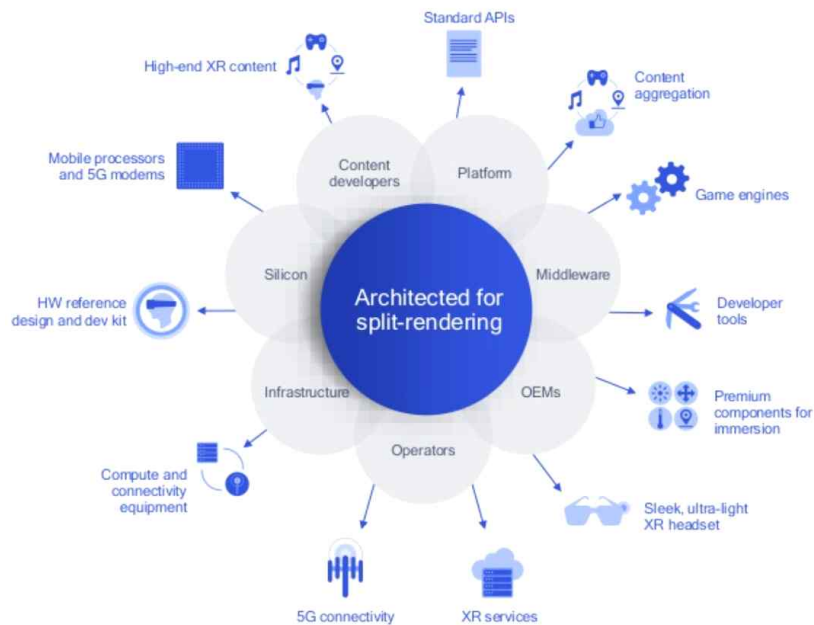 Standard APIs
High-end XR content
Content
aggregation
Content
developers
Platform
Mobile processors
and 5G modems
Game engines
Silicon
Middleware
Architected for
split-rendering
HW reference
design and dev kit
Developer
tools
Infrastructure
OEMs
Premium
components for
immersion
Operators
Compute and
connectivity
equipment
Sleek, ultra-light
XR headset
5G connectivity
XR services